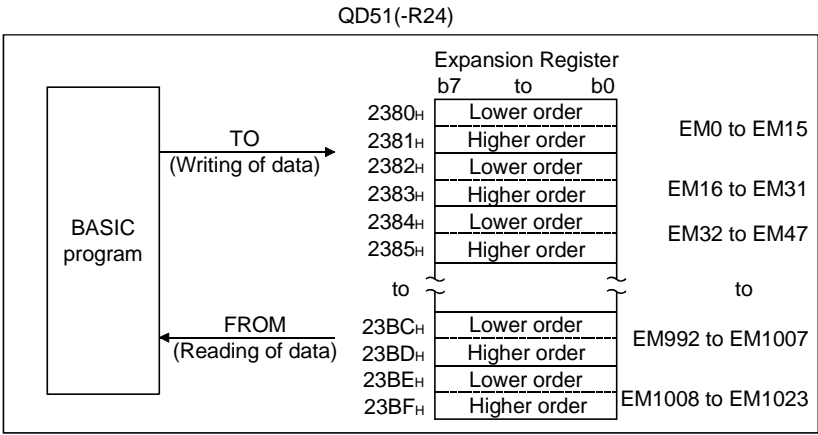 QD51(-R24)
Expansion Register
b7 to b0
2380H Lower order
EM0 to EM15
2381H Higher order
TO
(Writing of data)
2382H Lower order
2383H Higher order
EM16 to EM31
2384H Lower order
EM32 to EM47
2385H Higher order
BASIC
program
to
to
FROM
(Reading of data)
23BCH Lower order
EM992 to EM1007
23BDH Higher order
23BEH Lower order
EM1008 to EM1023
23BFH Higher order